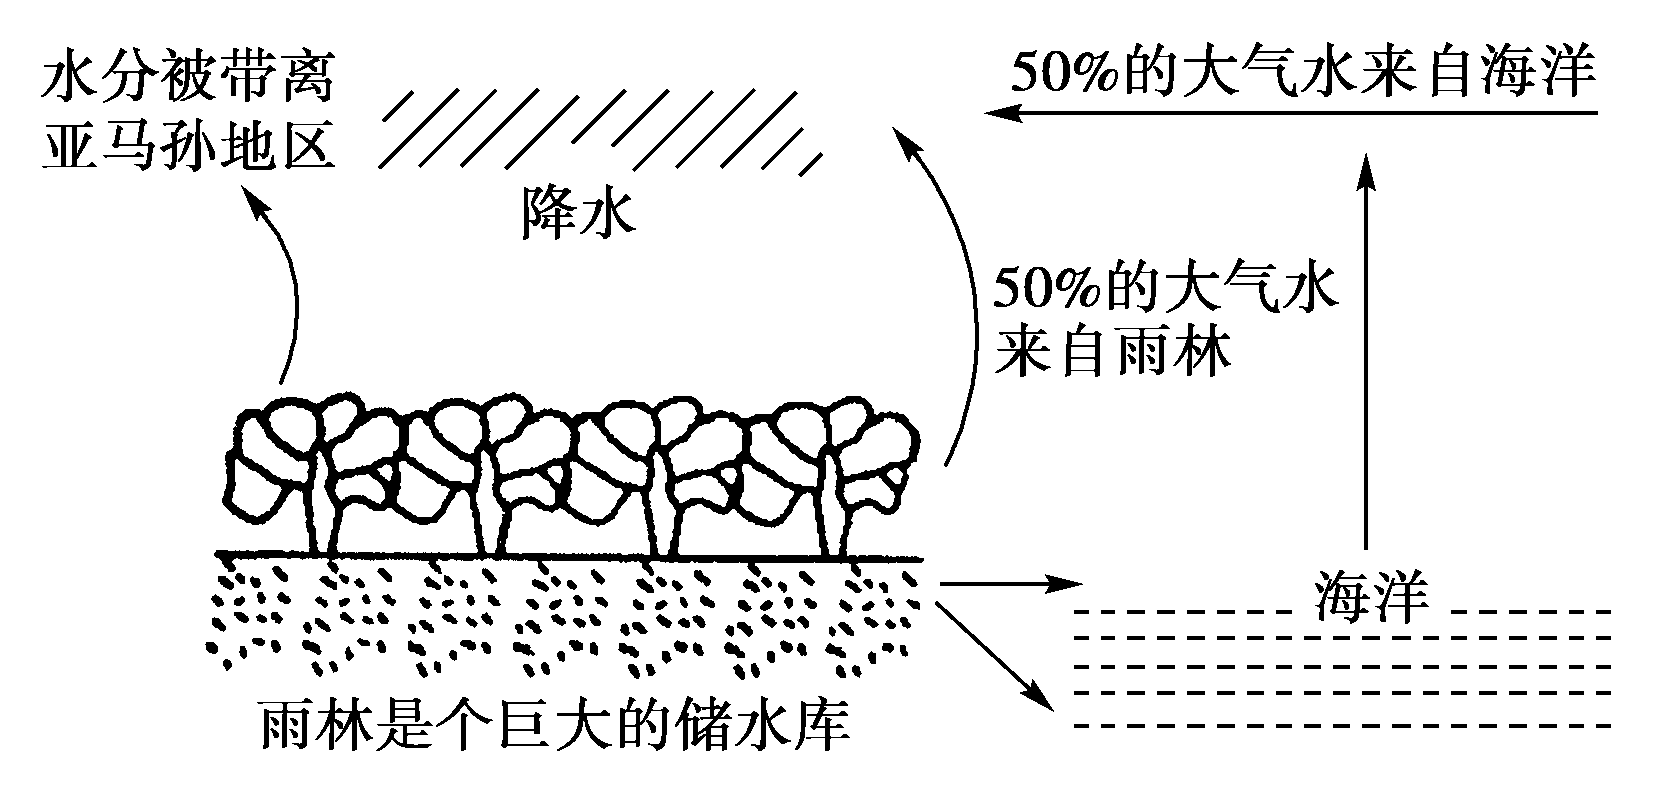 水分被带离
亚马孙地区
降水
50%的大气水来自海洋
50%的大气水
来自雨林
海洋
雨林是个巨大的储水库